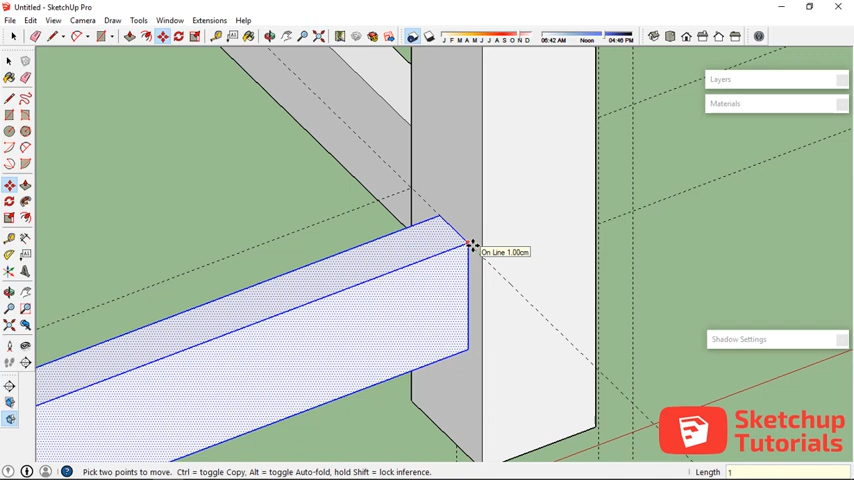 Untitled - SketchUp Pro
File Edit View Camera Draw Tools Window Extensions Help
J F M A M J J A S O N D 06:42 AM Noon 04:46 PM
Layers
Materials
On Line 1.00cm
Shadow Settings
Sketchup
Tutorials
Pick two points to move. Ctrl = toggle Copy, Alt = toggle Auto-fold, hold Shift = lock inference.
Length 1